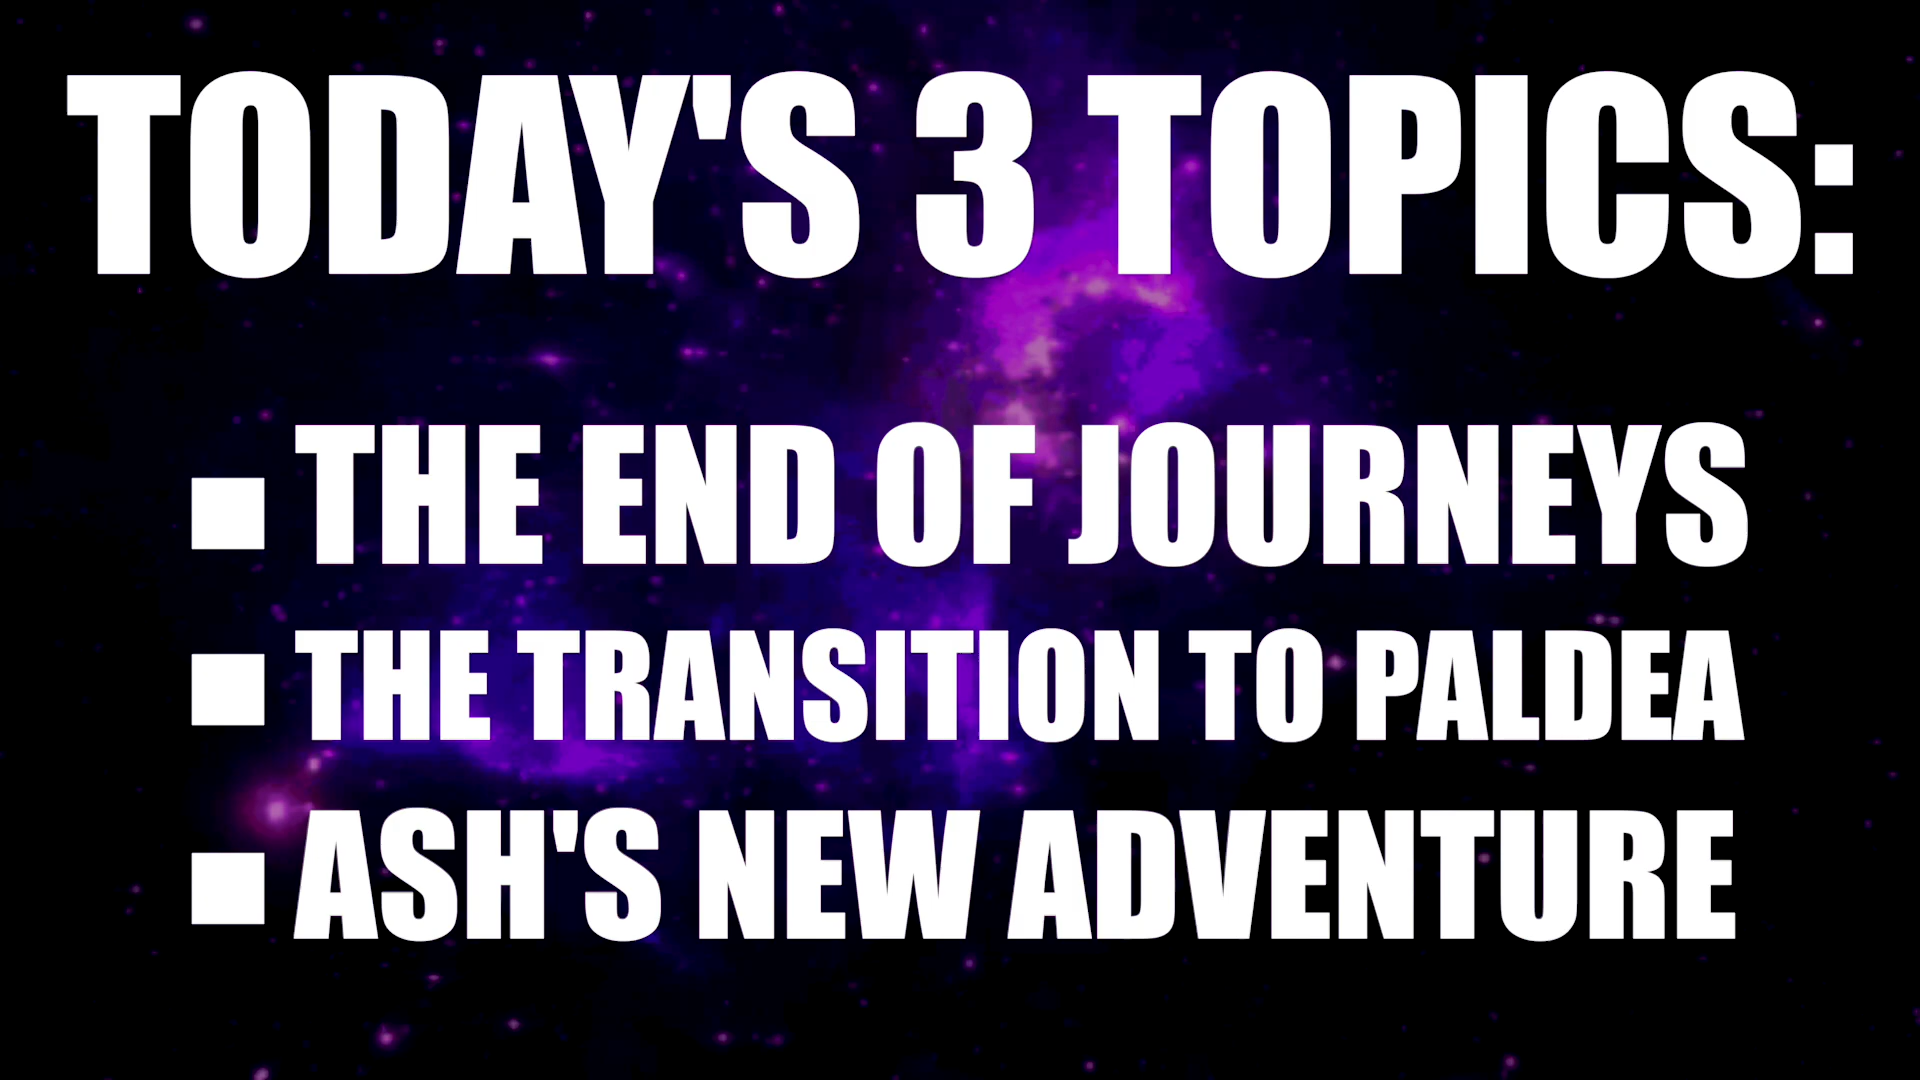 TODAY'S 3 TOPICS:
▪ THE END OF JOURNEYS
▪ THE TRANSITION TO PALDEA
▪ ASH'S NEW ADVENTURE